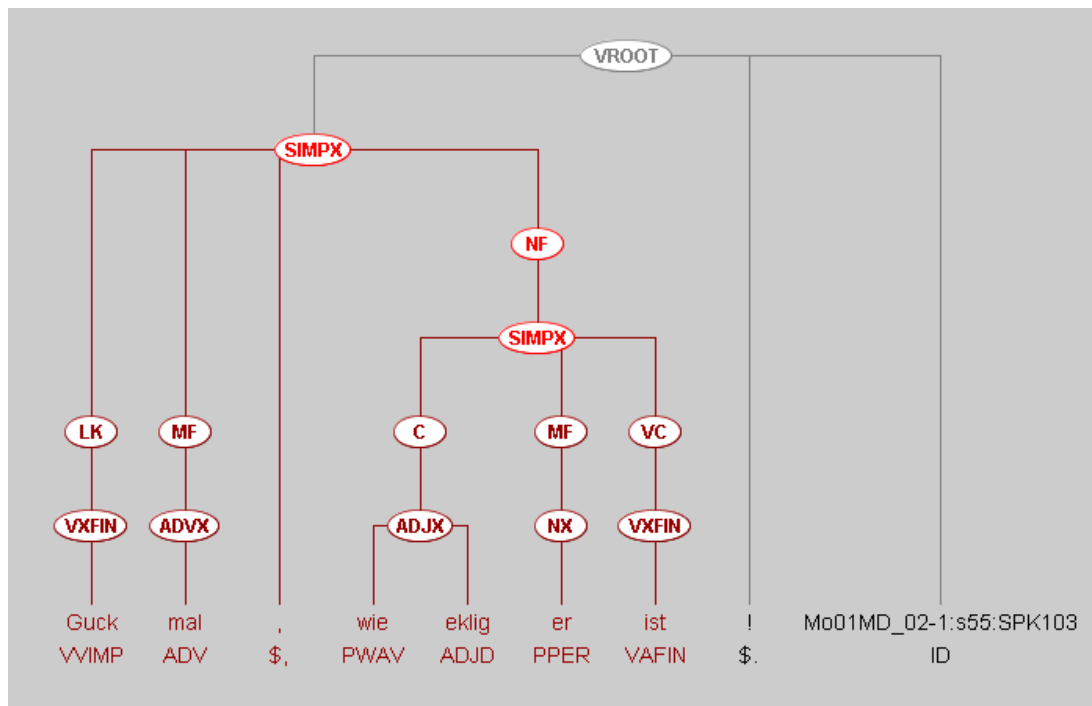 VROOT
SIMPX
NF
SIMPX
LK MF C MF VC
VXFIN ADVX ADJX NX VXFIN
Guck mal , wie eklig er ist ! Mo01MD_02-1:s55:SPK103
VVIMP ADV $, PWAV ADJD PPER VAFIN $. ID